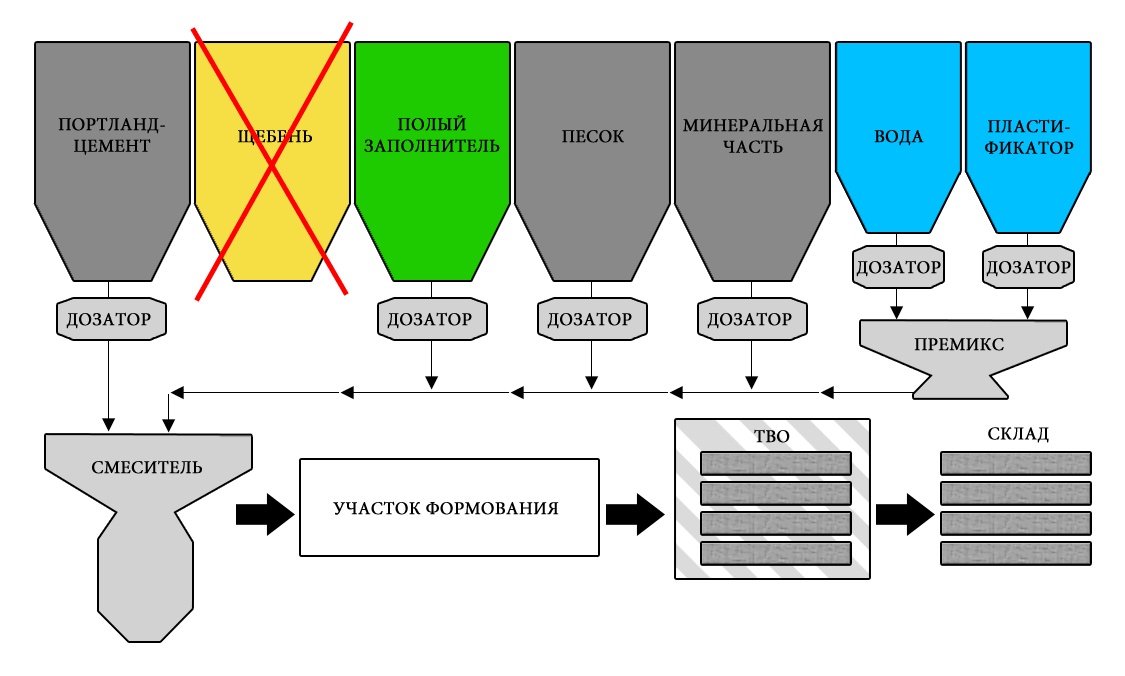 ПОРТЛАНД-
ЦЕМЕНТ
ЩЕБЕНЬ
ПОЛЫЙ
ЗАПОЛНИТЕЛЬ
ПЕСОК
МИНЕРАЛЬНАЯ
ЧАСТЬ
ВОДА
ПЛАСТИ-
ФИКАТОР
ДОЗАТОР
ДОЗАТОР
ДОЗАТОР
ДОЗАТОР
ДОЗАТОР
ДОЗАТОР
ПРЕМИКС
СМЕСИТЕЛЬ
УЧАСТОК ФОРМОВАНИЯ
ТВО
СКЛАД